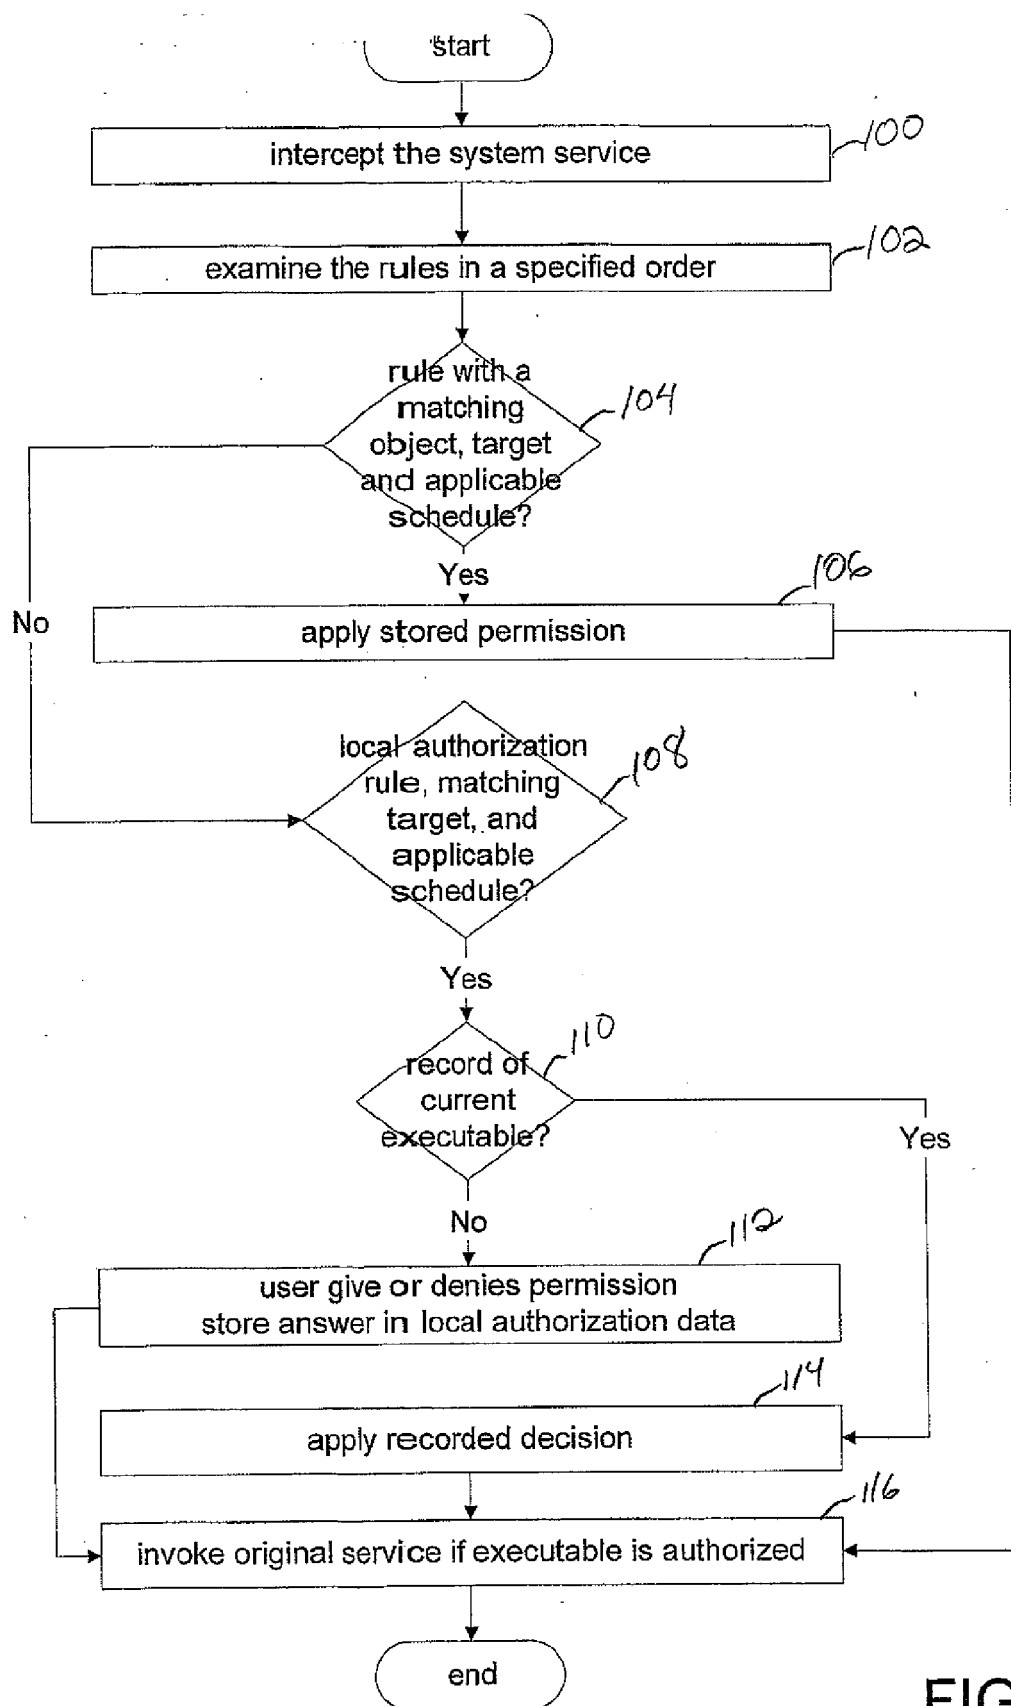 start
intercept the system service
100
examine the rules in a specified order
102
rule with a
matching
object, target
and applicable
schedule?
104
Yes
106
No
apply stored permission
local authorization
rule, matching
target, and
applicable
schedule?
108
Yes
record of
current
executable?
110
Yes
No
112
user give or denies permission
store answer in local authorization data
114
apply recorded decision
116
invoke original service if executable is authorized
end
FIG